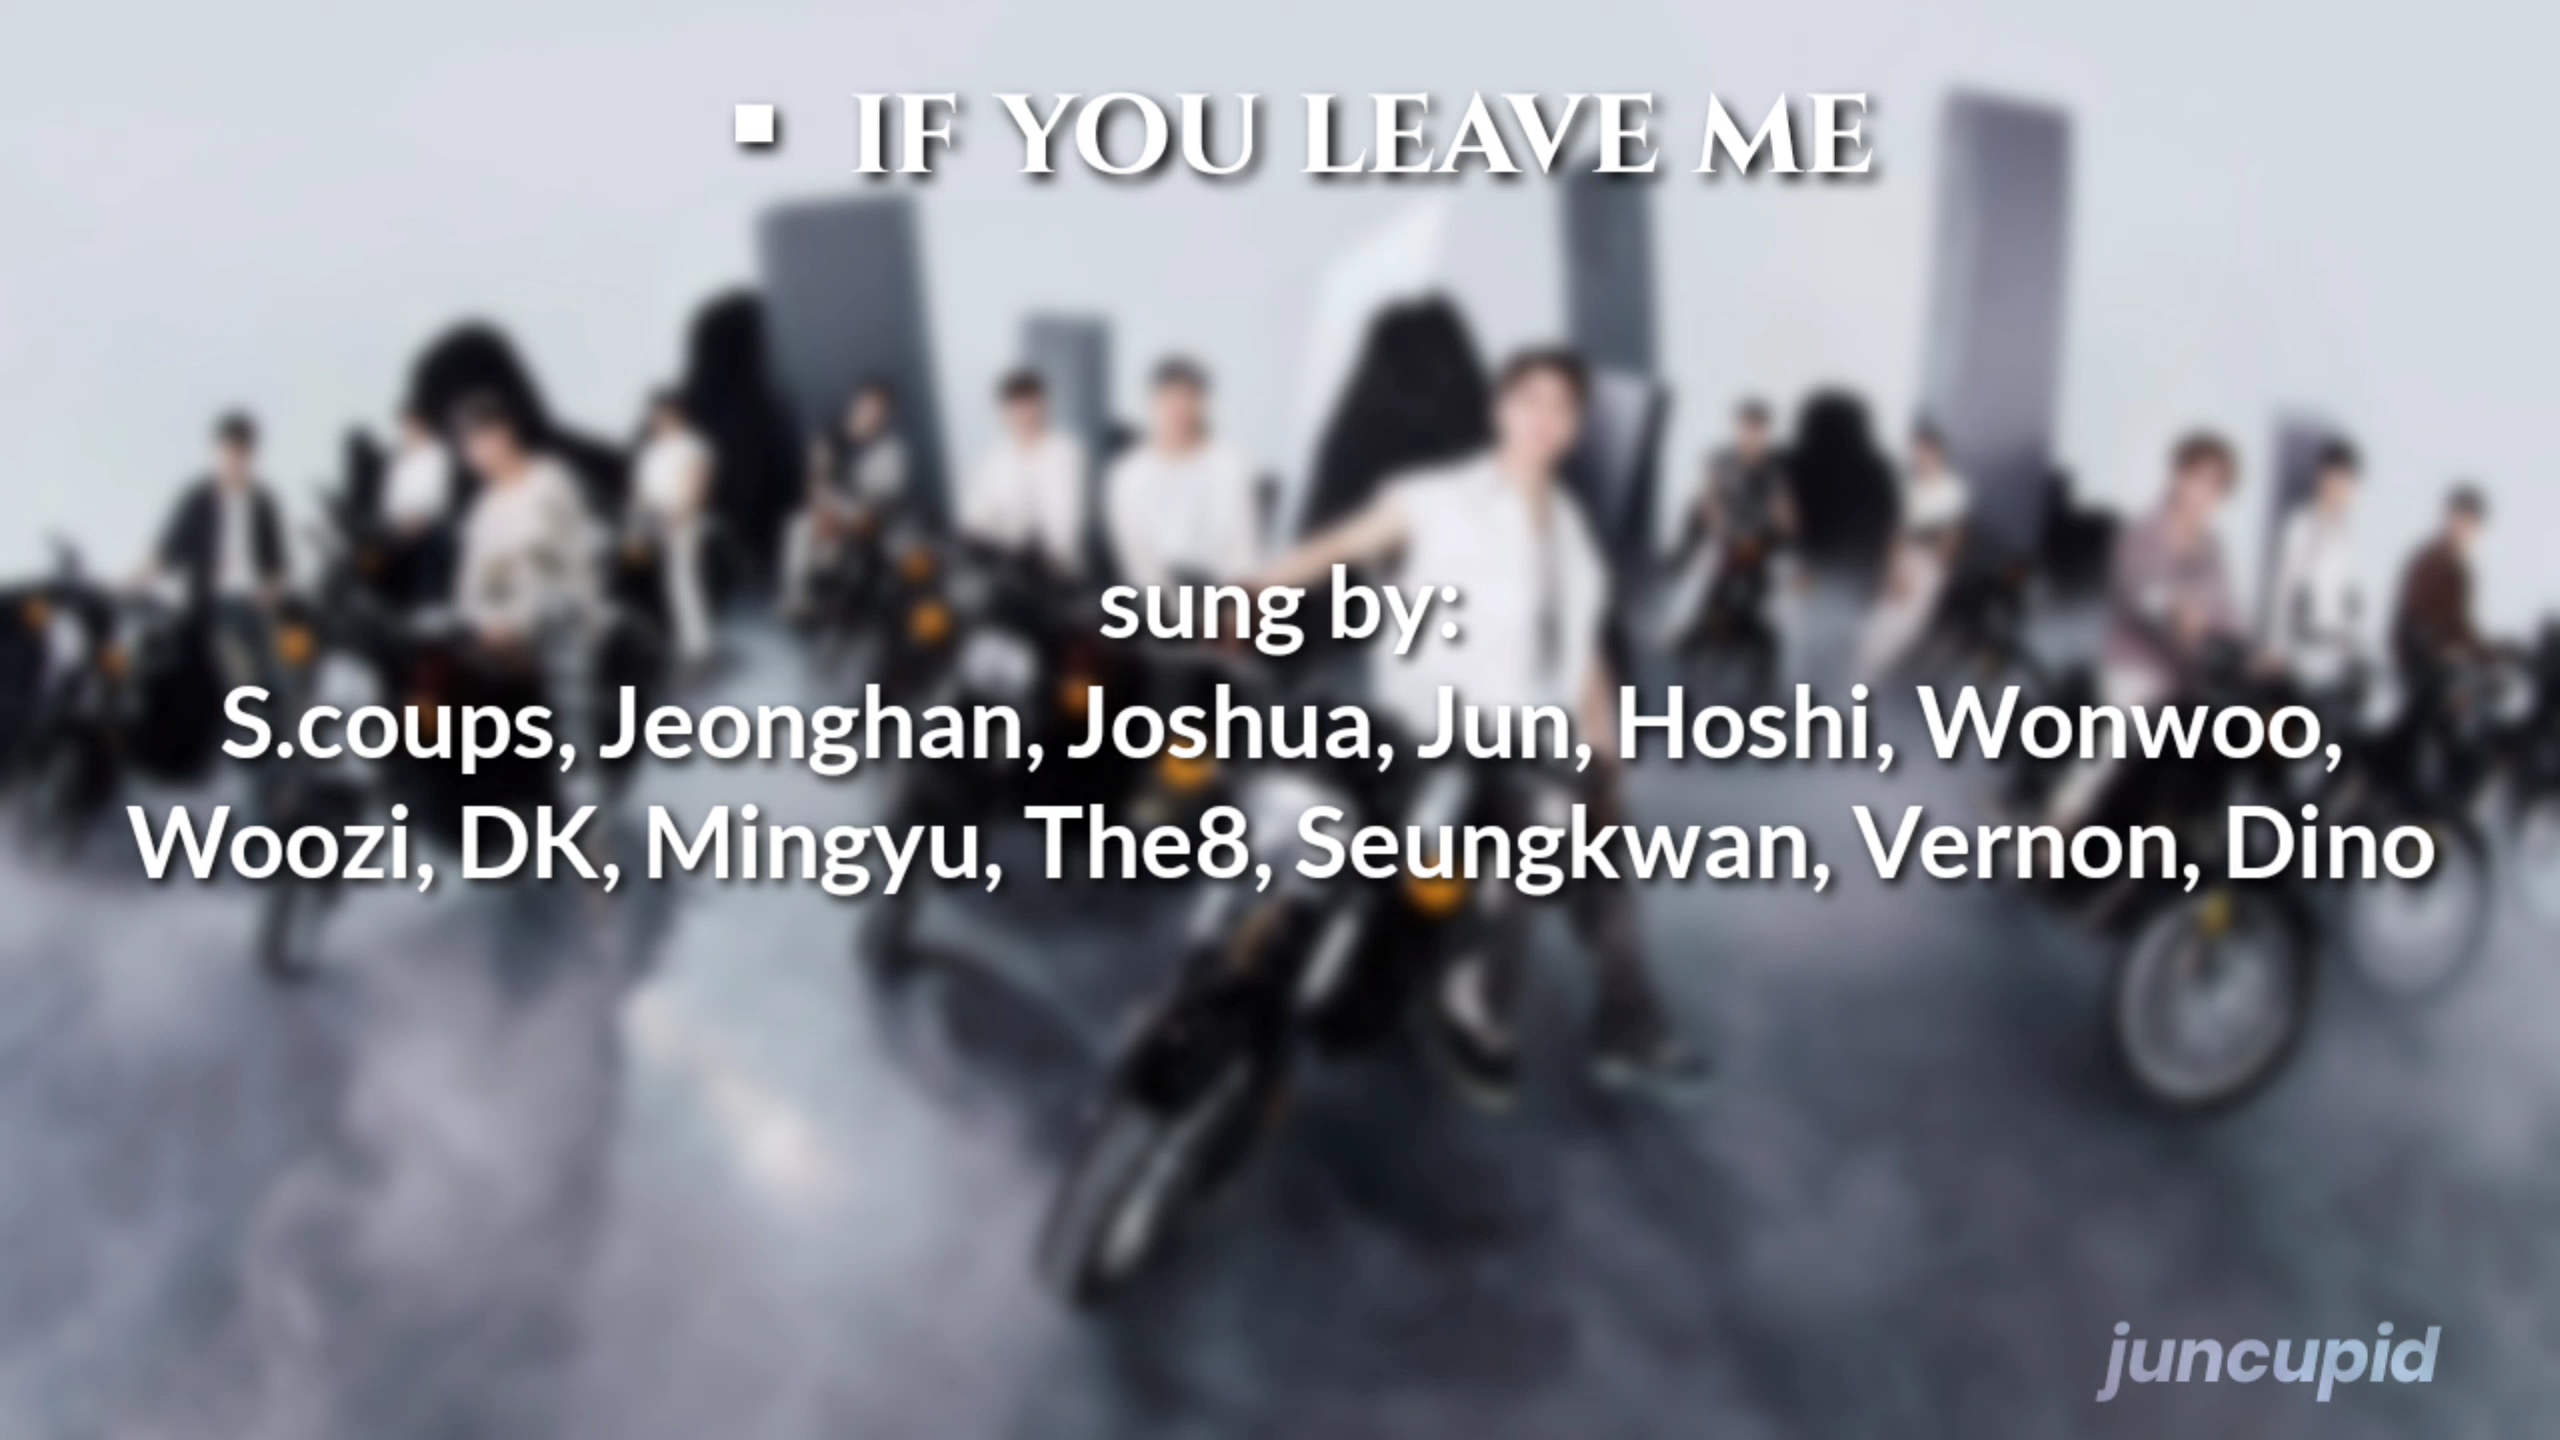 ▪ IF YOU LEAVE ME
sung by:
S.coups, Jeonghan, Joshua, Jun, Hoshi, Wonwoo,
Woozi, DK, Mingyu, The8, Seungkwan, Vernon, Dino
juncupid